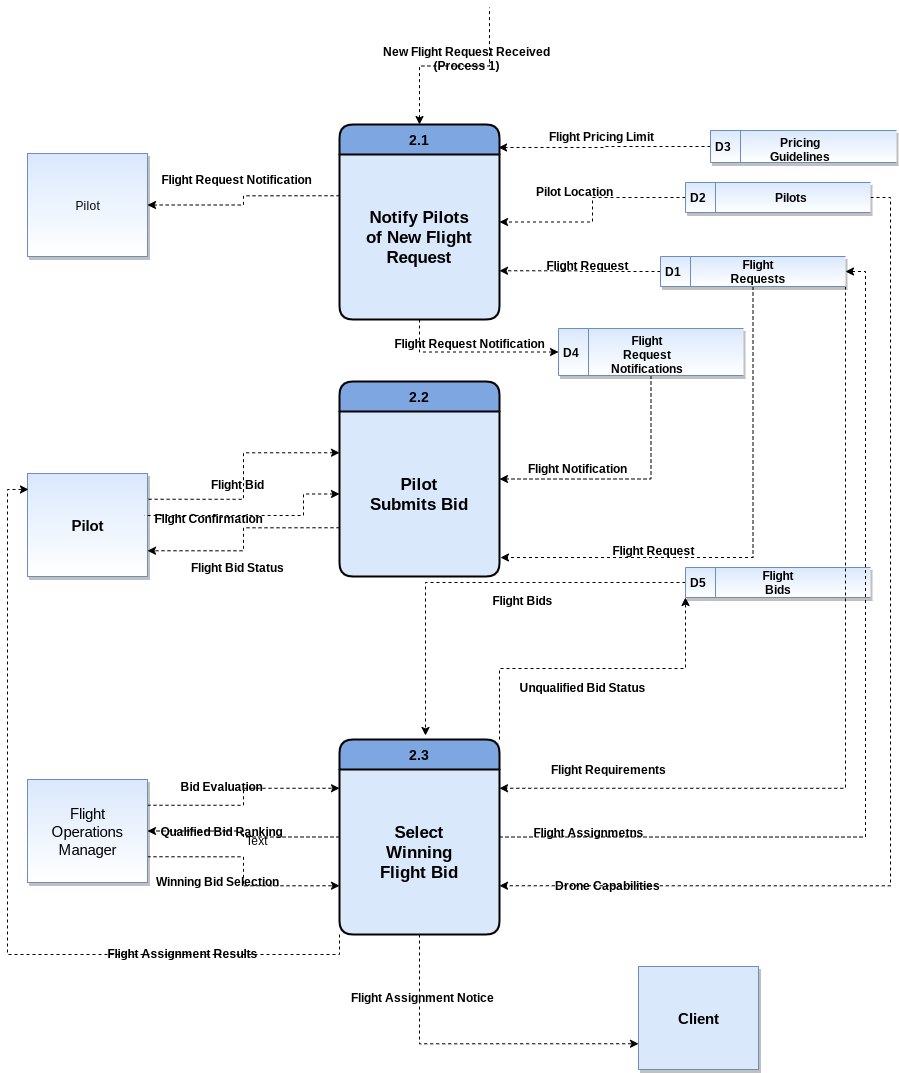 New Flight Request Received
(Process 1)
2.1
Flight Pricing Limit
D3
Pricing
Guidelines
Flight Request Notification
Pilot Location
D2
Pilots
Pilot
Notify Pilots
of New Flight
Request
Flight Request
D1
Flight
Requests
Flight Request Notification
D4
Flight
Request
Notifications
2.2
Flight Bid
Pilot
Submits Bid
Flight Notification
Pilot
Flight Confirmation
Flight Bid Status
Flight Request
D5
Flight
Bids
Flight Bids
Unqualified Bid Status
2.3
Flight Requirements
Bid Evaluation
Flight
Operations
Manager
Qualified Bid Ranking
Text
Select
Winning
Flight Bid
Flight Assignmetns
Winning Bid Selection
Drone Capabilities
Flight Assignment Results
Flight Assignment Notice
Client